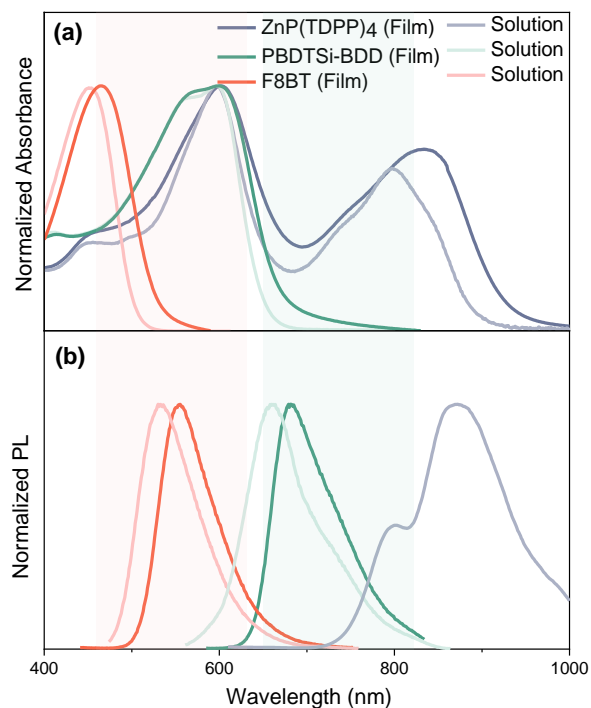 (a)
ZnP(TDPP)4 (Film) Solution
PBDTSi-BDD (Film) Solution
F8BT (Film) Solution
Normalized Absorbance
(b)
Normalized PL
400 600 800 1000
Wavelength (nm)